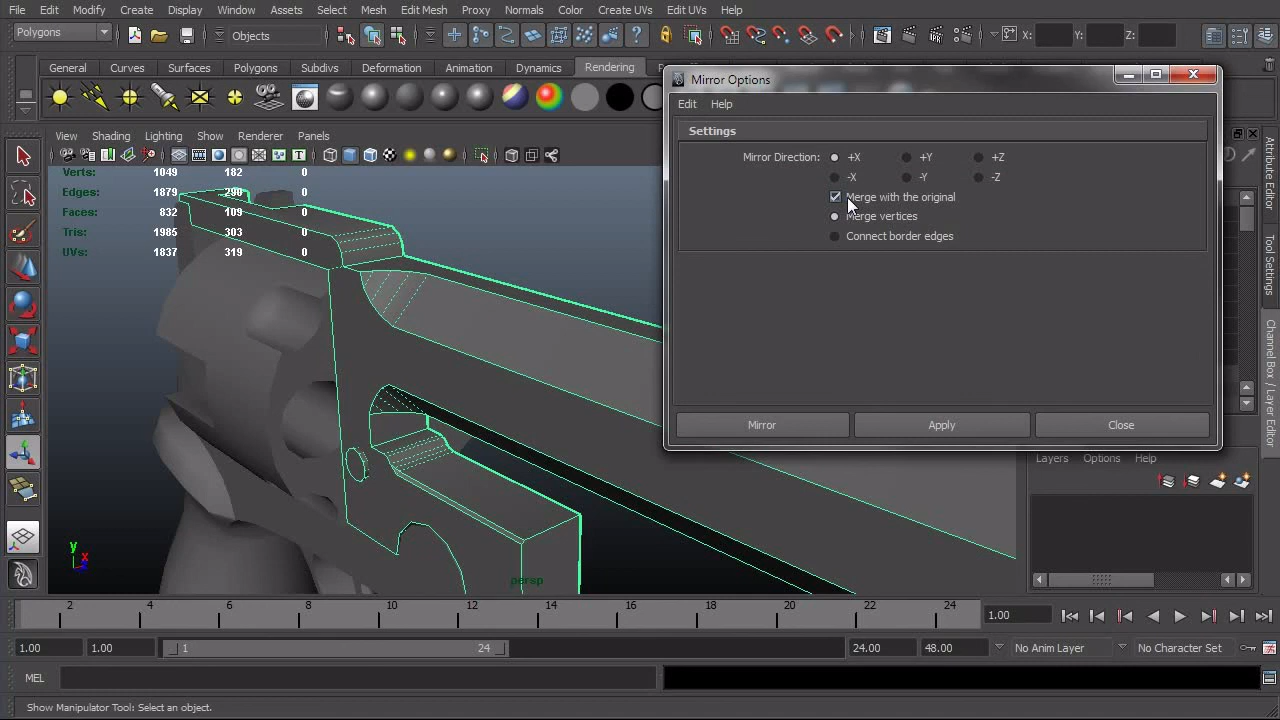 File Edit Modify Create Display Window Assets Select Mesh Edit Mesh Proxy Normals Color Create UVs Edit UVs Help
Polygons Objects X: Y: Z:
General Curves Surfaces Polygons Subdivs Deformation Animation Dynamics Rendering
Mirror Options
Edit Help
Settings
Mirror Direction: +X +Y +Z
-X -Y -Z
Merge with the original
Merge vertices
Connect border edges
Mirror Apply Close
View Shading Lighting Show Renderer Panels
Verts: 1049 182 0
Edges: 1879 290 0
Faces: 832 109 0
Tris: 1985 303 0
UVs: 1837 319 0
y
x
z
persp
Attribute Editor
Tool Settings
Channel Box / Layer Editor
Layers Options Help
2 4 6 8 10 12 14 16 18 20 22 24 1.00
1.00 1.00 1 24 24.00 48.00 No Anim Layer No Character Set
MEL
Show Manipulator Tool: Select an object.